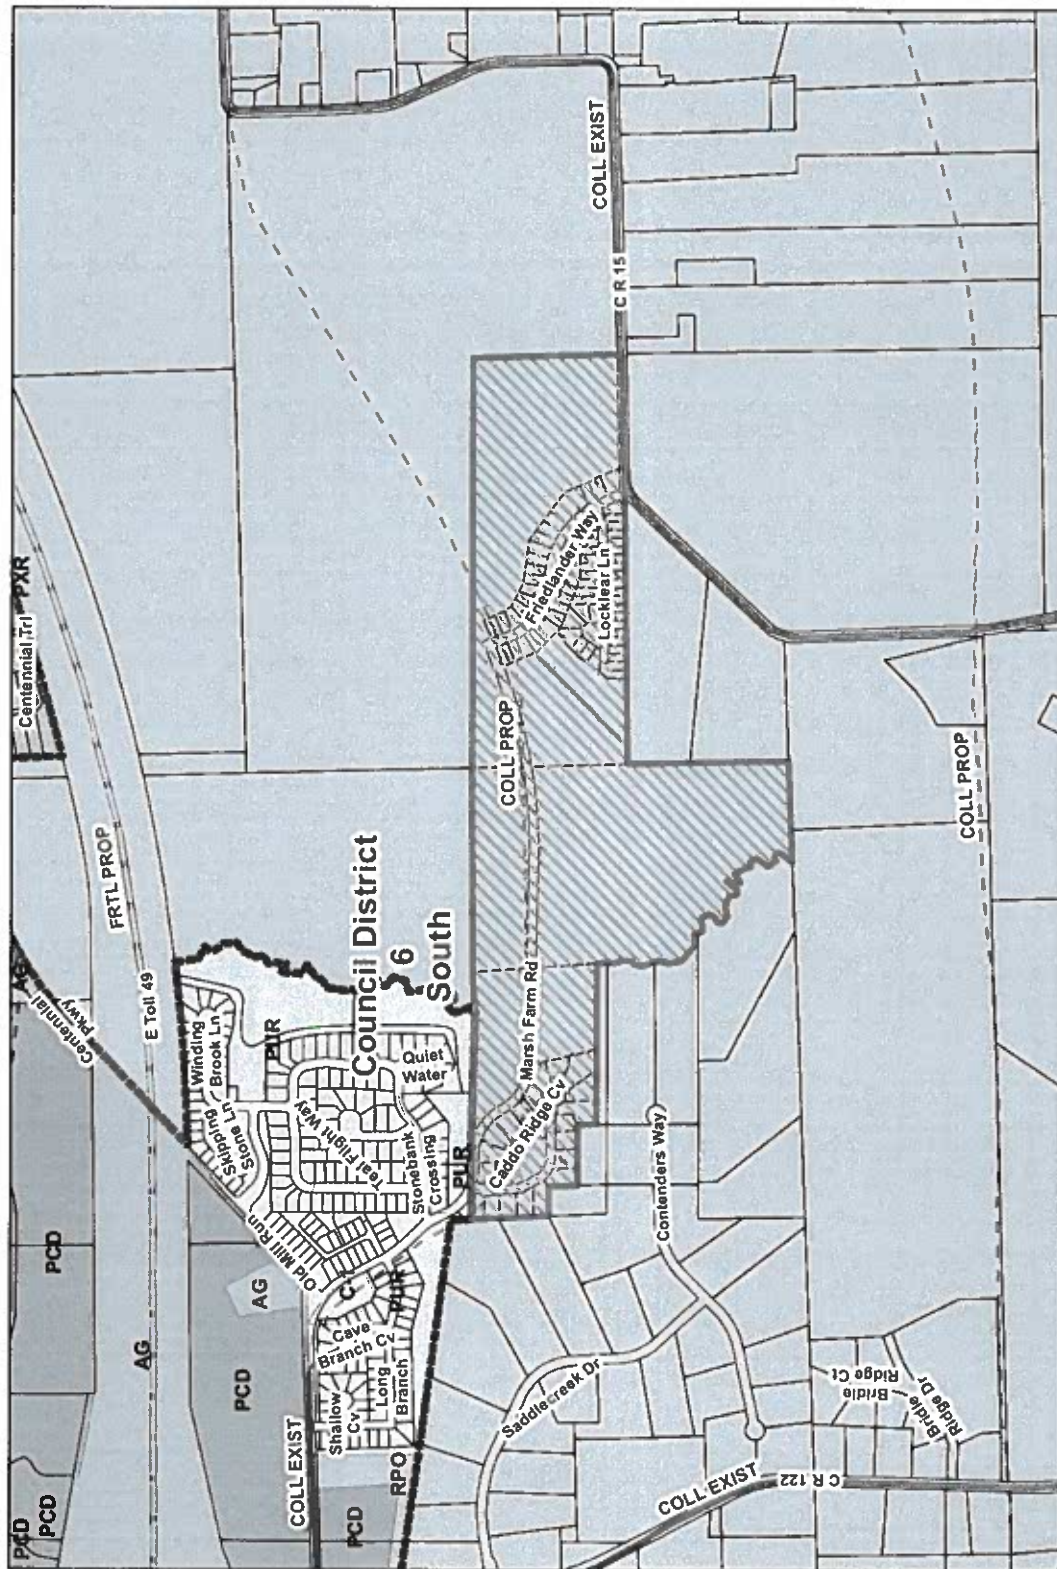 Centennial Trl
PXR
AG
Centennial
Pkwy
FRTL PROP
E Toll 49
AG
PCD
PCD
PCD
PCD
AG
PCD
COLL EXIST
PCD
RPO
Winding
Brook Ln
PUR
Skipping
Stone Ln
Teal Flight Way
Quiet
Water
Stonebank
Crossing
PUR
Old Mill Run
PUR
Cave
Branch Cv
Shallow
Cv
Long
Branch
Council District
6
South
COLL EXIST
C R 15
Friedlander Way
Locklear Ln
COLL PROP
Marsh Farm Rd
Caddo Ridge Cv
Contenders Way
Saddlecreek Dr
COLL EXIST
C R 122
Bridle
Ridge Ct
Bridle
Ridge Dr
COLL PROP